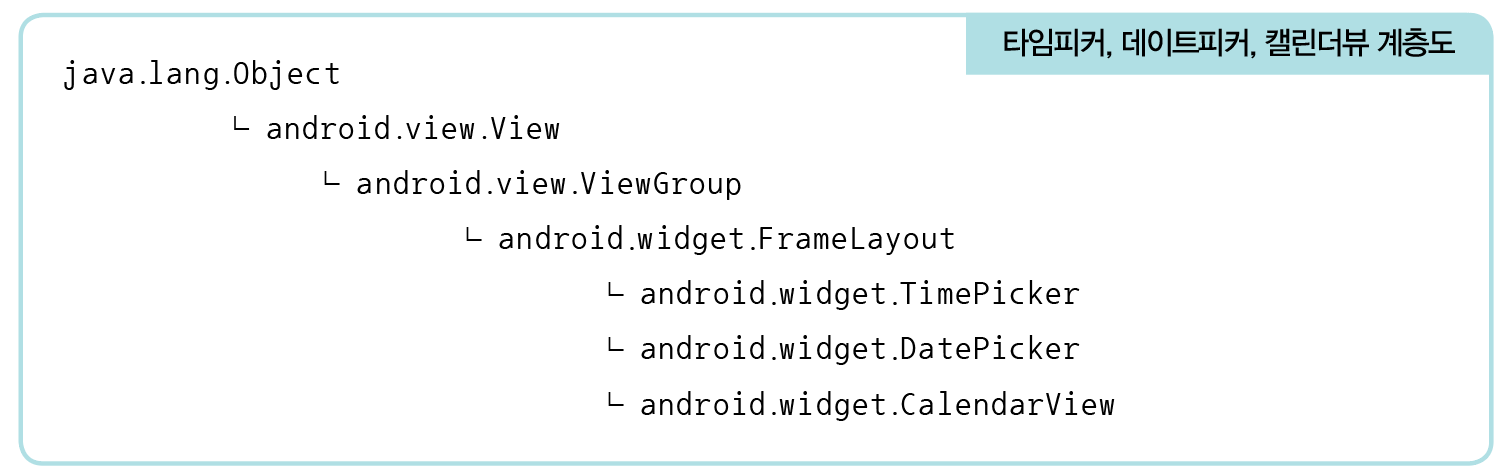 타임피커, 데이트피커, 캘린더뷰 계층도
java.lang.Object
└ android.view.View
└ android.view.ViewGroup
└ android.widget.FrameLayout
└ android.widget.TimePicker
└ android.widget.DatePicker
└ android.widget.CalendarView